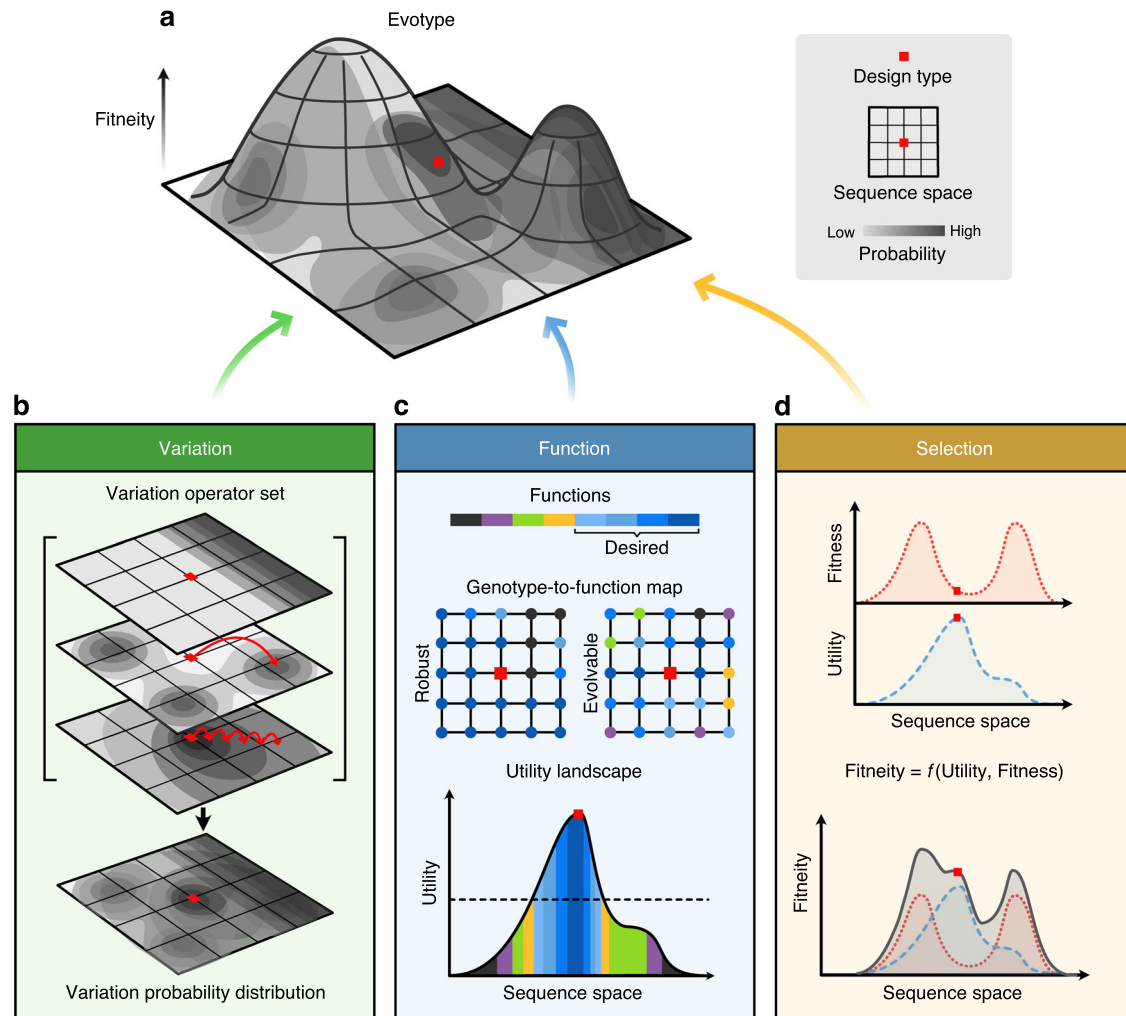 a
Evotype
Fitneity
Design type
Sequence space
Low
High
Probability
b
Variation
Variation operator set
Variation probability distribution
c
Function
Functions
Desired
Genotype-to-function map
Robust
Evolvable
Utility landscape
Utility
Sequence space
d
Selection
Fitness
Utility
Sequence space
Fitneity = f(Utility, Fitness)
Fitneity
Sequence space